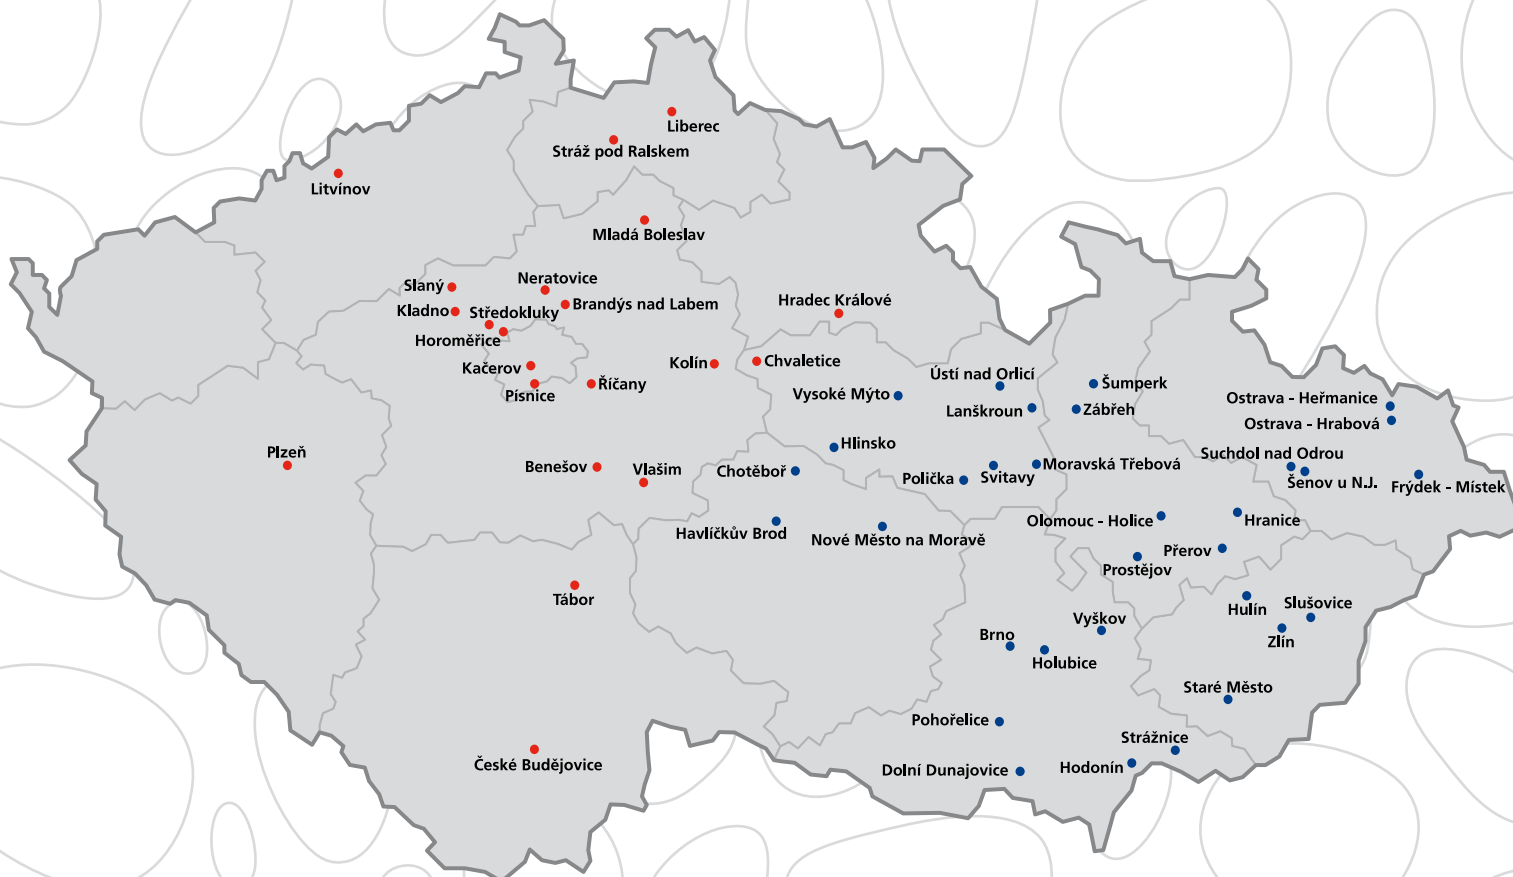 Liberec
Stráž pod Ralskem
Litvínov
Mladá Boleslav
Neratovice
Slaný
Brandýs nad Labem
Hradec Králové
Kladno
Středokluky
Horoměřice
Chvaletice
Kolín
Kačerov
Ústí nad Orlicí
Říčany
Šumperk
Písnice
Vysoké Mýto
Ostrava - Heřmanice
Lanškroun
Zábřeh
Ostrava - Hrabová
Hlinsko
Plzeň
Suchdol nad Odrou
Moravská Třebová
Benešov
Vlašim
Chotěboř
Svitavy
Polička
Šenov u N.J.
Frýdek - Místek
Olomouc - Holice
Hranice
Havlíčkův Brod
Nové Město na Moravě
Přerov
Prostějov
Tábor
Slušovice
Hulín
Vyškov
Brno
Zlín
Holubice
Staré Město
Pohořelice
Strážnice
České Budějovice
Hodonín
Dolní Dunajovice